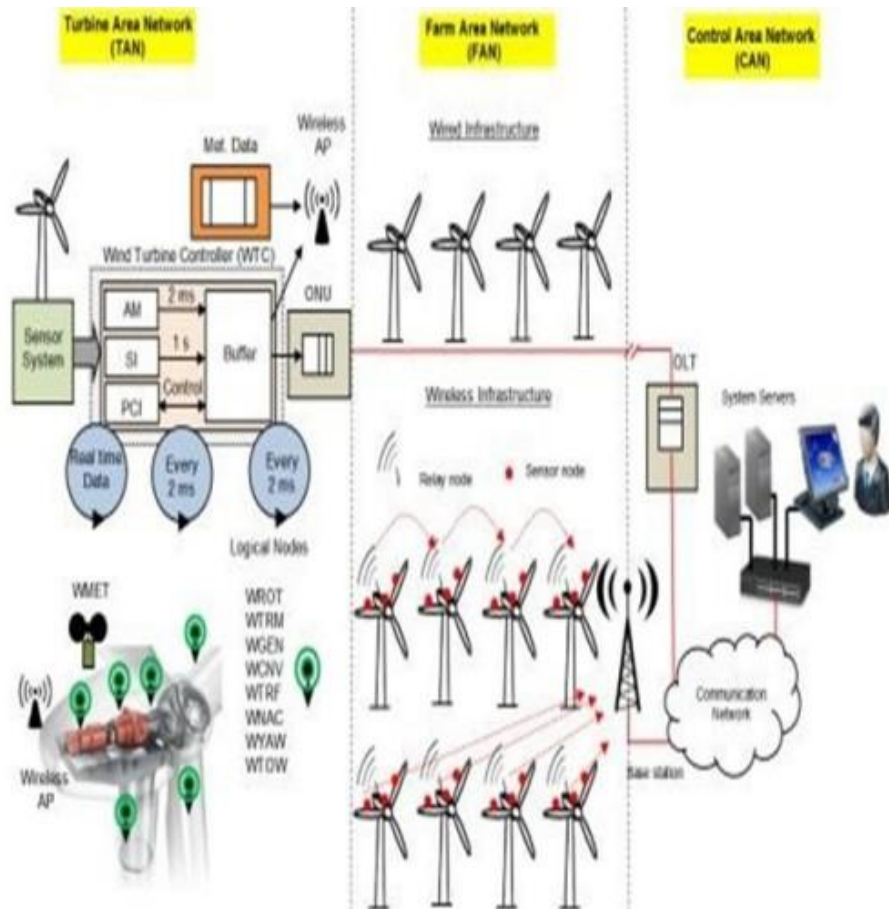 Turbine Area Network
(TAN)
Farm Area Network
(FAN)
Control Area Network
(CAN)
Wireless
AP
Met. Data
Wired Infrastructure
Wind Turbine Controller (WTC)
ONU
Sensor
System
AM
2 ms
SI
1 s
PCI
Control
Buffer
Real time
Data
Every
2 ms
Every
2 ms
Logical Nodes
Wireless Infrastructure
Relay node
Sensor node
OLT
System Servers
WMET
WROT
WTRM
WGEN
WCNV
WTRF
WNAC
WYAW
WTOW
Wireless
AP
Base station
Communication
Network